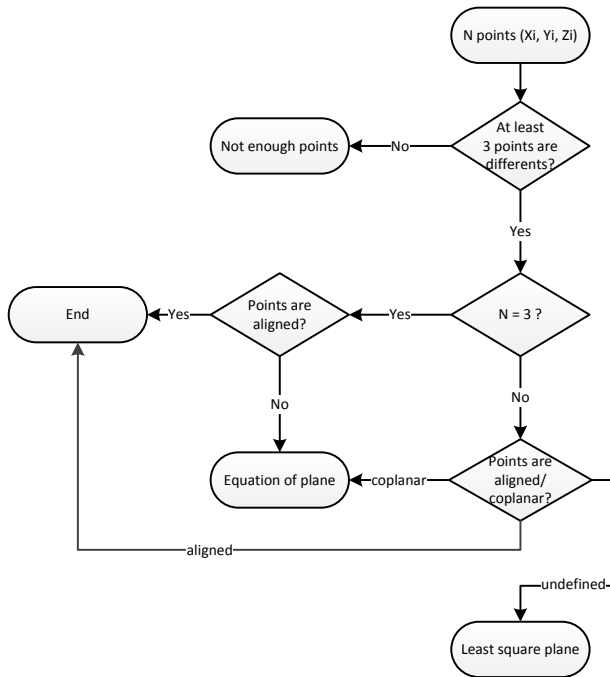 N points (Xi, Yi, Zi)
At least
3 points are
differents?
Not enough points
No
Yes
End
Yes
Points are
aligned?
Yes
N = 3 ?
No
No
Equation of plane
coplanar
Points are
aligned/
coplanar?
aligned
undefined
Least square plane